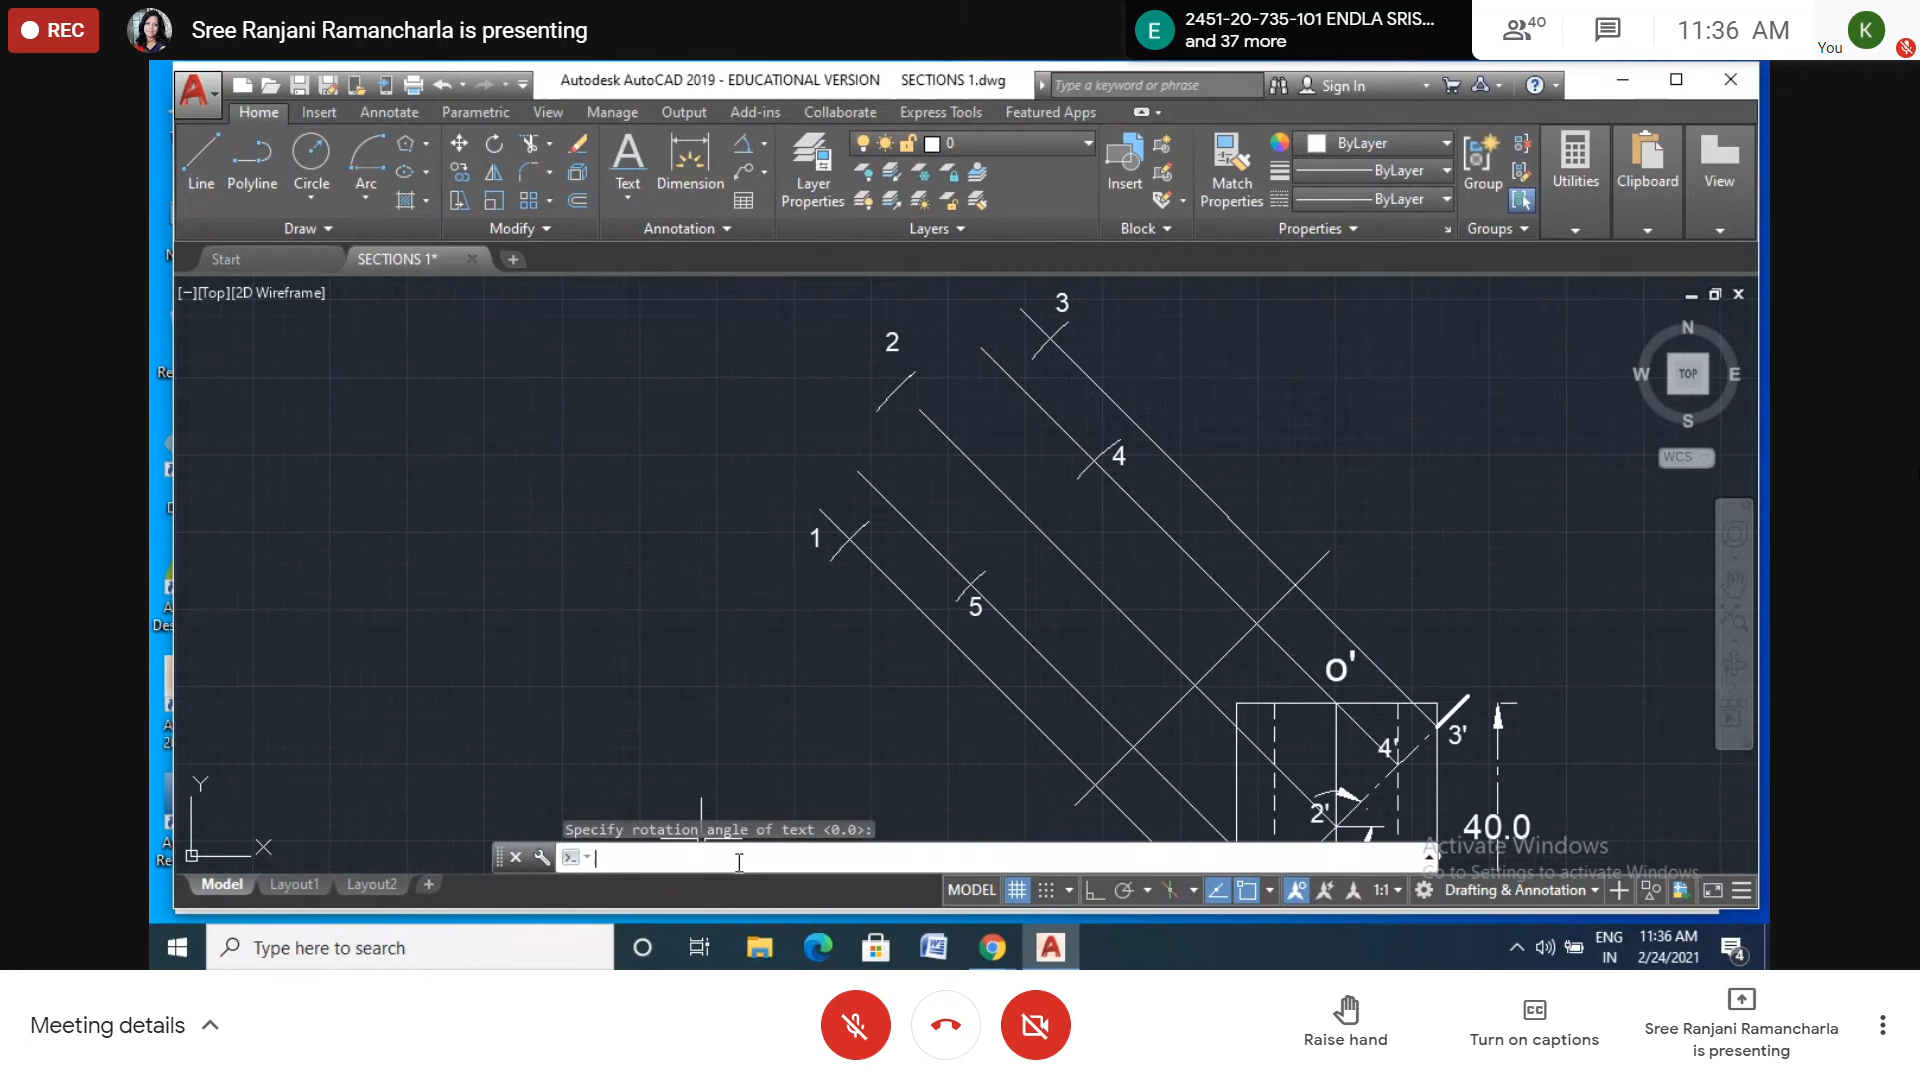 REC
Sree Ranjani Ramancharla is presenting
E
2451-20-735-101 ENDLA SRIS...
and 37 more
40
11:36 AM
You
K
Autodesk AutoCAD 2019 - EDUCATIONAL VERSION SECTIONS 1.dwg
Type a keyword or phrase
Sign In
Home Insert Annotate Parametric View Manage Output Add-ins Collaborate Express Tools Featured Apps
0
ByLayer
ByLayer
ByLayer
Line Polyline Circle Arc
Text Dimension
Layer
Properties
Insert
Match
Properties
Group
Utilities Clipboard View
Draw Modify Annotation Layers Block Properties Groups
Start SECTIONS 1*
[−][Top][2D Wireframe]
N
W TOP E
S
WCS
3
2
4
1
5
o'
3'
4'
2'
40.0
Y
X
Specify rotation angle of text <0.0>:
Activate Windows
Go to Settings to activate Windows.
Model Layout1 Layout2 +
MODEL 1:1 Drafting & Annotation
Type here to search
ENG
IN
11:36 AM
2/24/2021
4
Meeting details
Raise hand
Turn on captions
Sree Ranjani Ramancharla
is presenting